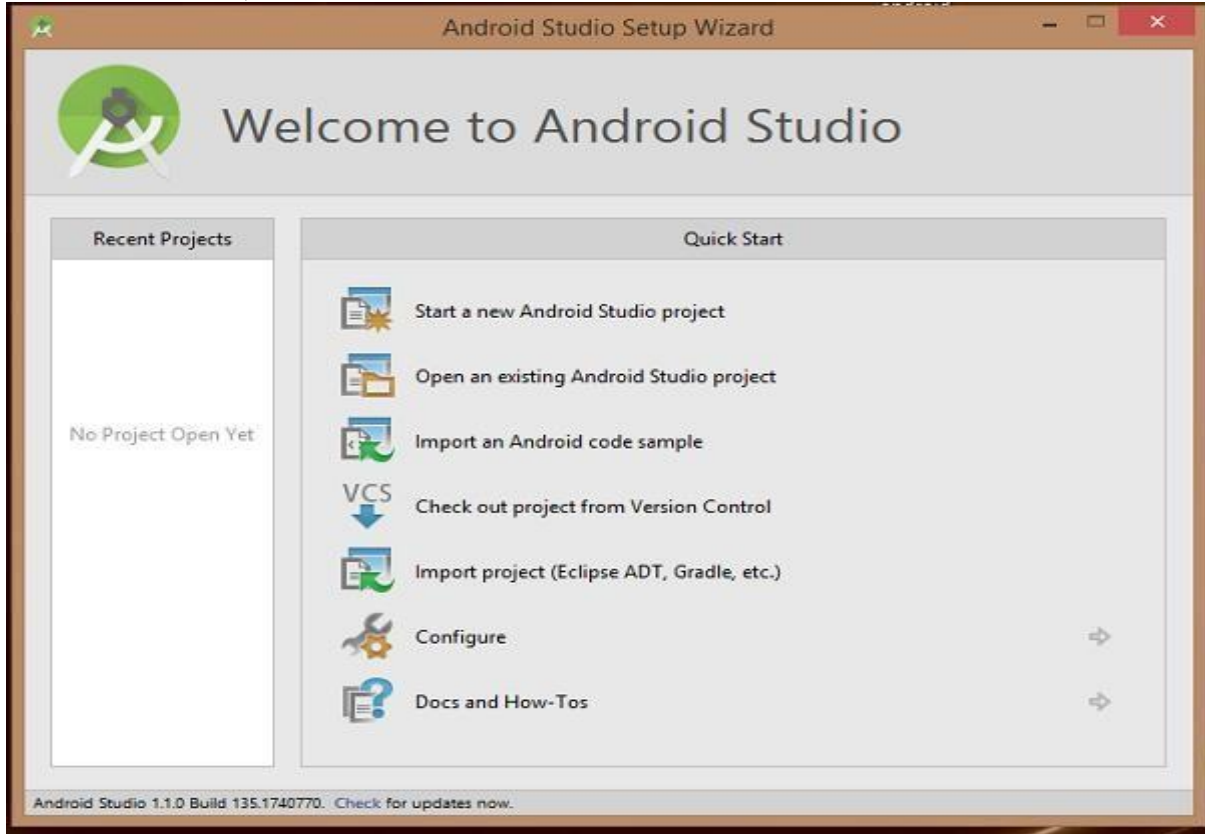 Android Studio Setup Wizard
Welcome to Android Studio
Recent Projects
Quick Start
No Project Open Yet
Start a new Android Studio project
Open an existing Android Studio project
Import an Android code sample
VCS
Check out project from Version Control
Import project (Eclipse ADT, Gradle, etc.)
Configure
Docs and How-Tos
Android Studio 1.1.0 Build 135.1740770. Check for updates now.